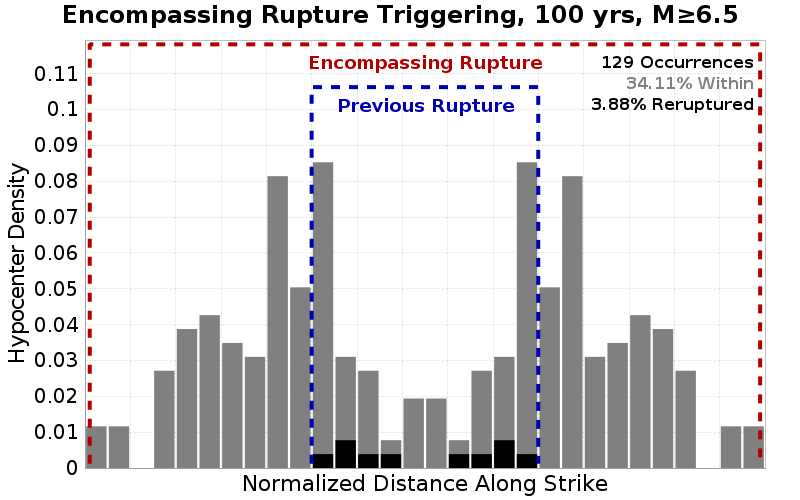 Encompassing Rupture Triggering, 100 yrs, M≥6.5
Encompassing Rupture
129 Occurrences
34.11% Within
Previous Rupture
3.88% Reruptured
Hypocenter Density
0.11
0.1
0.09
0.08
0.07
0.06
0.05
0.04
0.03
0.02
0.01
0
Normalized Distance Along Strike